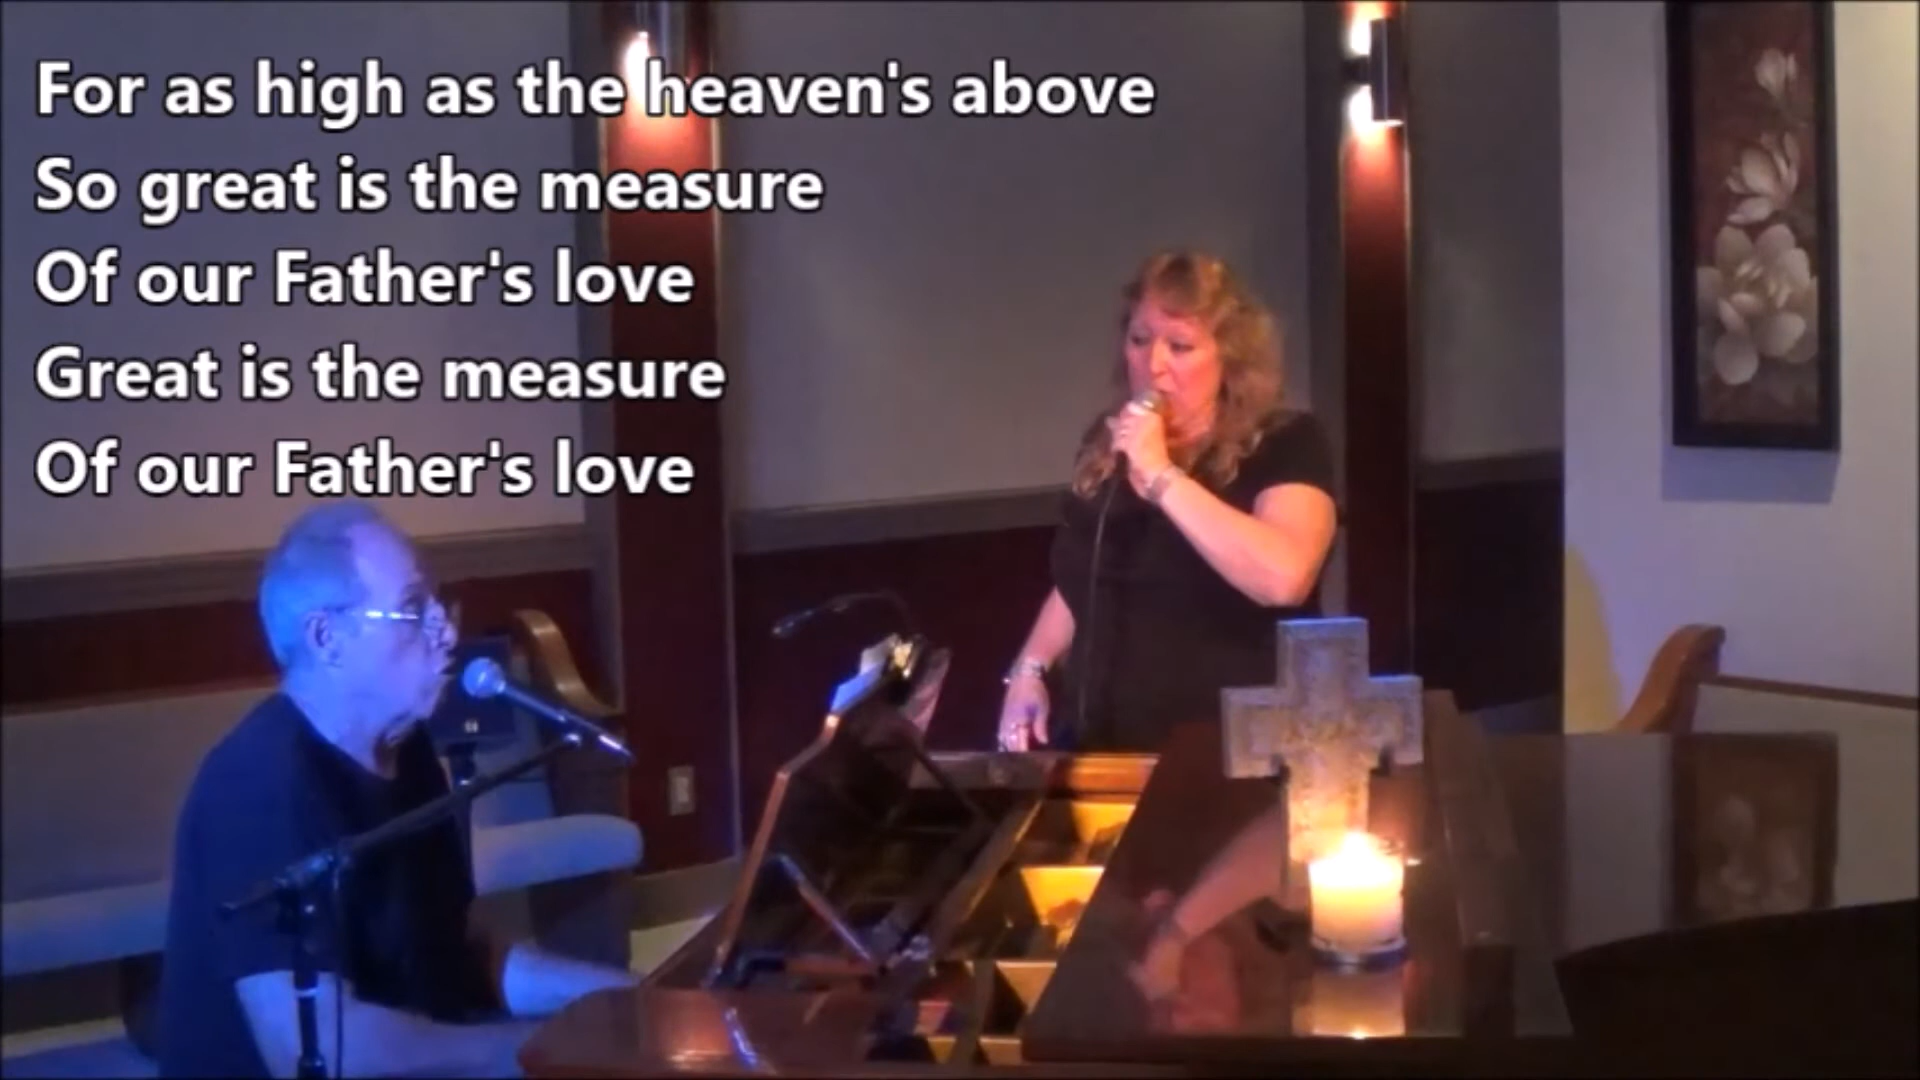 For as high as the heaven's above
So great is the measure
Of our Father's love
Great is the measure
Of our Father's love